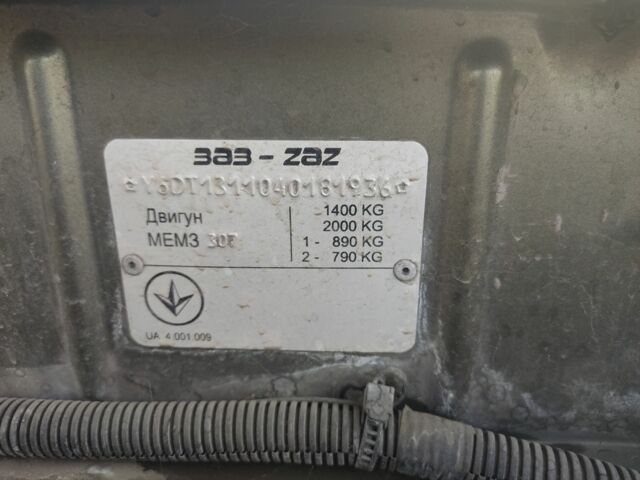 ЗАЗ - ZAZ
Y6DT1311040181936
Двигун
МЕМЗ 307
1400 KG
2000 KG
1 - 890 KG
2 - 790 KG
UA 4.001.009